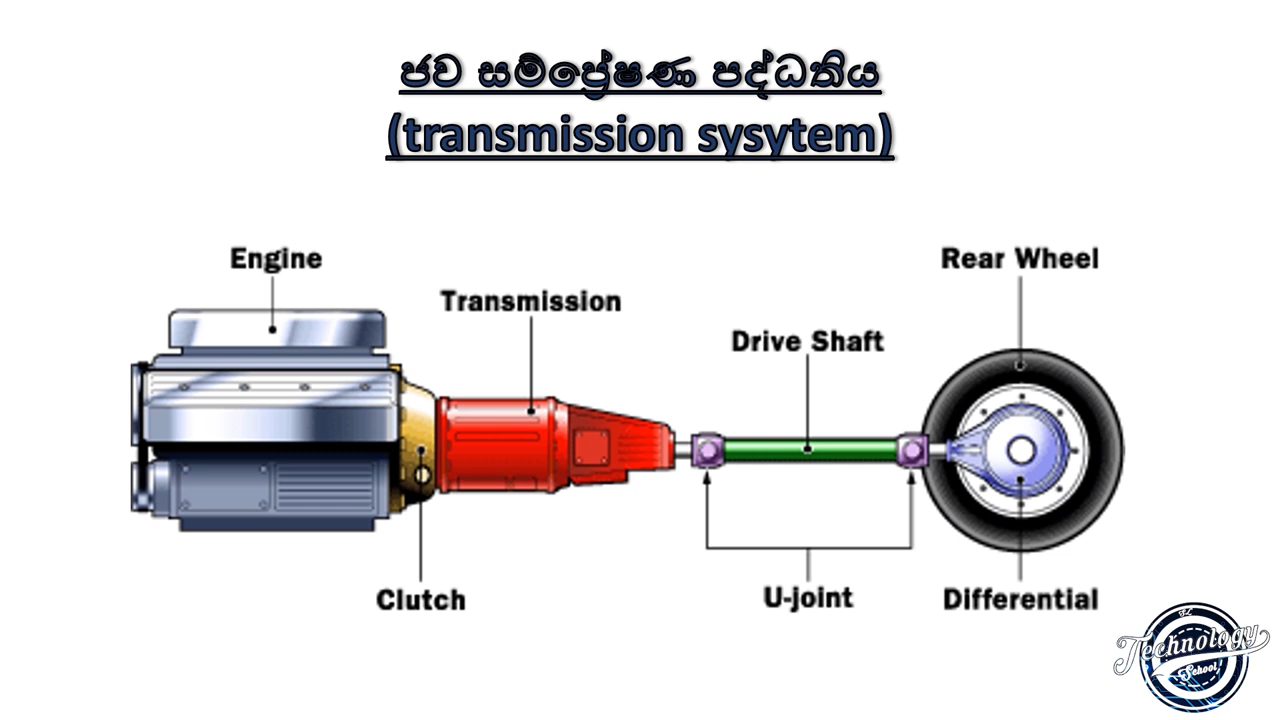 ජව සම්ප්‍රේෂණ පද්ධතිය
(transmission sysytem)
Engine
Rear Wheel
Transmission
Drive Shaft
Clutch
U-joint
Differential
Technology
School